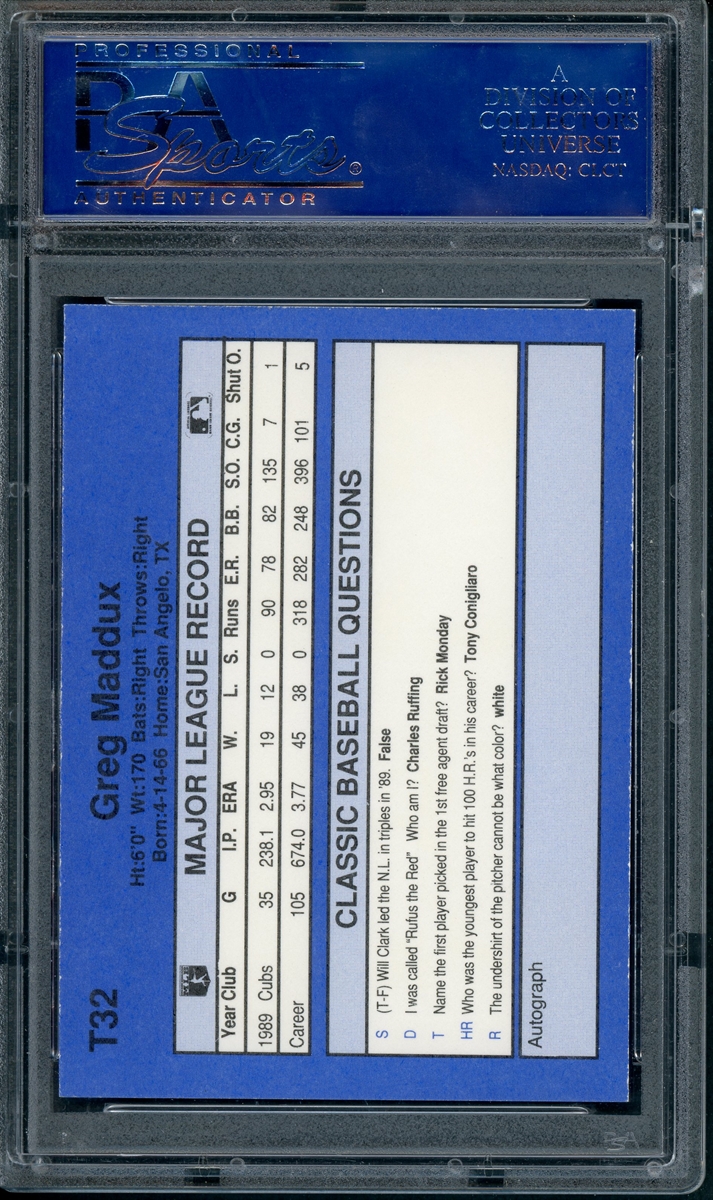 PROFESSIONAL
PSA
Sports®
AUTHENTICATOR
A
DIVISION OF
COLLECTORS
UNIVERSE
NASDAQ: CLCT
T32
Greg Maddux
Ht:6'0" Wt:170 Bats:Right Throws:Right
Born:4-14-66 Home:San Angelo, TX
MAJOR LEAGUE RECORD
Year Club G I.P. ERA W. L. S. Runs E.R. B.B. S.O. C.G. Shut O.
1989 Cubs 35 238.1 2.95 19 12 0 90 78 82 135 7 1
Career 105 674.0 3.77 45 38 0 318 282 248 396 101 5
CLASSIC BASEBALL QUESTIONS
S (T-F) Will Clark led the N.L. in triples in '89. False
D I was called "Rufus the Red" Who am I? Charles Ruffing
T Name the first player picked in the 1st free agent draft? Rick Monday
HR Who was the youngest player to hit 100 H.R.'s in his career? Tony Conigliaro
R The undershirt of the pitcher cannot be what color? white
Autograph
PSA